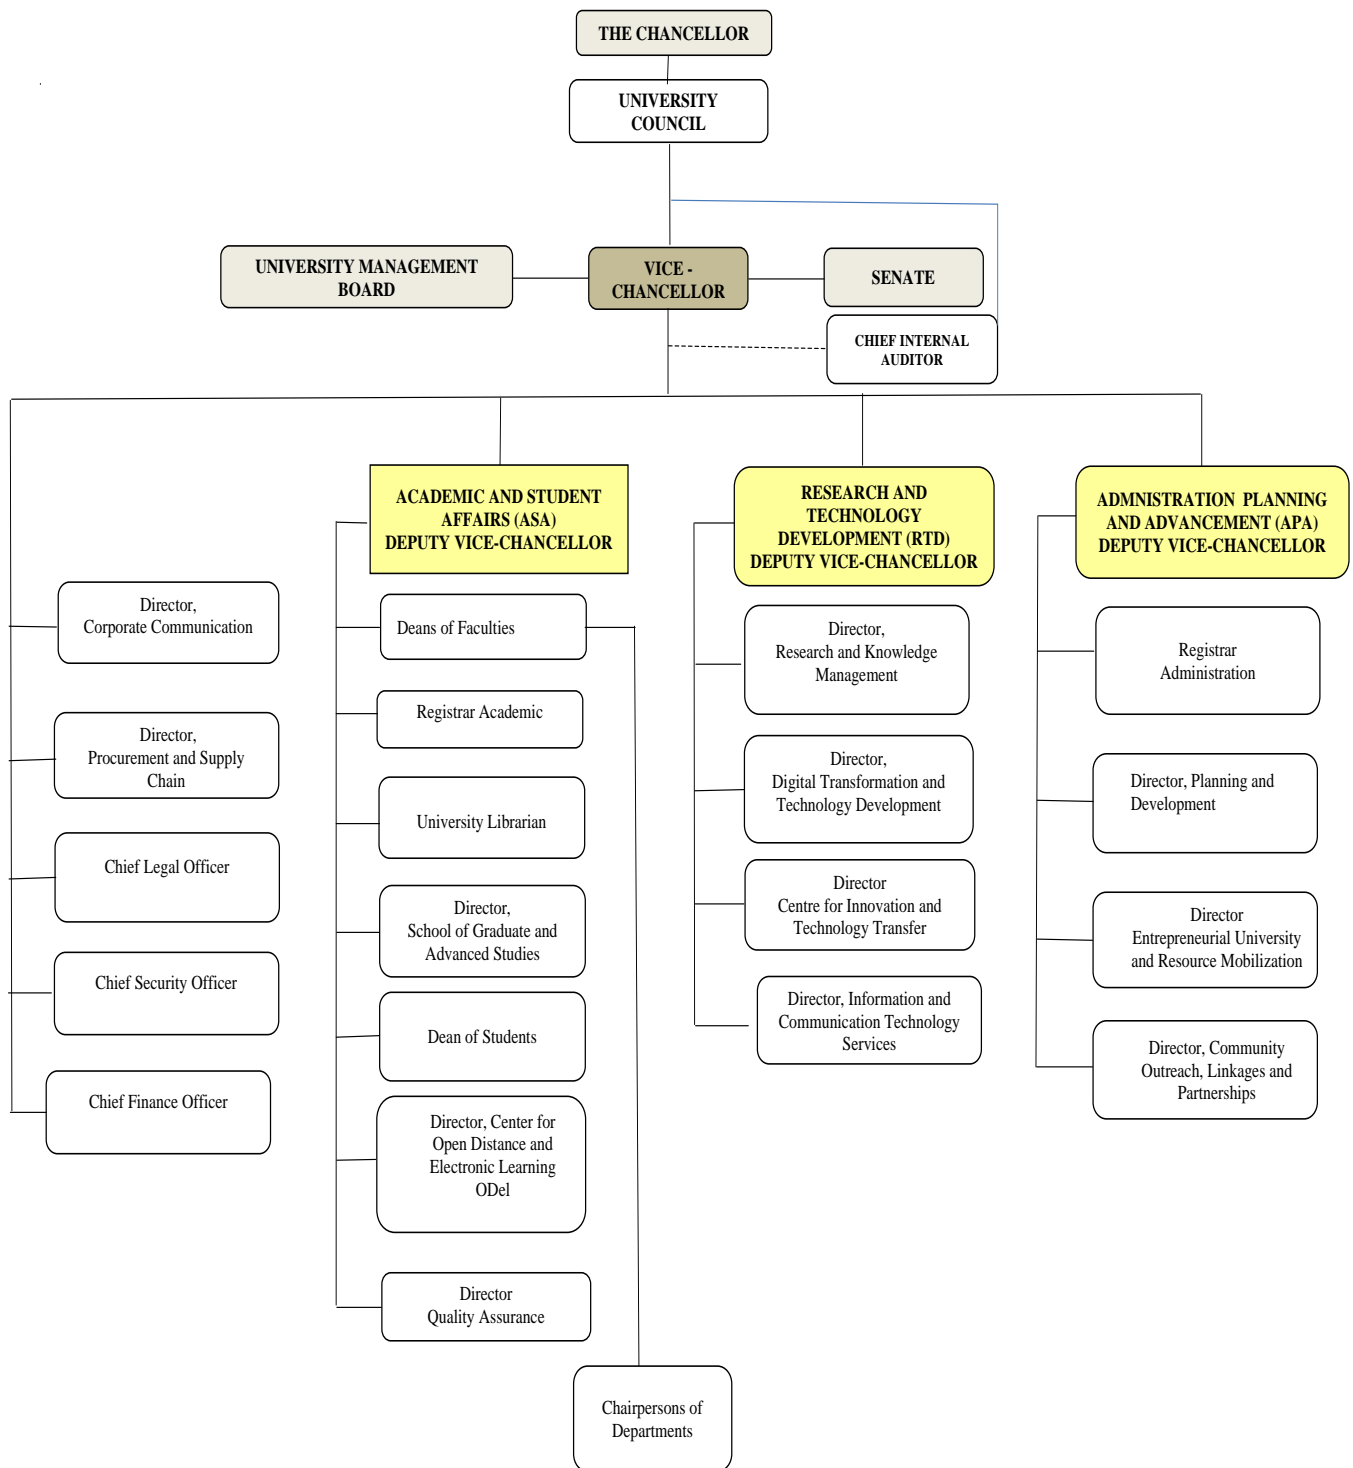 THE CHANCELLOR
UNIVERSITY
COUNCIL
UNIVERSITY MANAGEMENT
BOARD
VICE -
CHANCELLOR
SENATE
CHIEF INTERNAL
AUDITOR
ACADEMIC AND STUDENT
AFFAIRS (ASA)
DEPUTY VICE-CHANCELLOR
RESEARCH AND
TECHNOLOGY
DEVELOPMENT (RTD)
DEPUTY VICE-CHANCELLOR
ADMNISTRATION PLANNING
AND ADVANCEMENT (APA)
DEPUTY VICE-CHANCELLOR
Director,
Corporate Communication
Director,
Procurement and Supply
Chain
Chief Legal Officer
Chief Security Officer
Chief Finance Officer
Deans of Faculties
Registrar Academic
University Librarian
Director,
School of Graduate and
Advanced Studies
Dean of Students
Director, Center for
Open Distance and
Electronic Learning
ODel
Director
Quality Assurance
Chairpersons of
Departments
Director,
Research and Knowledge
Management
Director,
Digital Transformation and
Technology Development
Director
Centre for Innovation and
Technology Transfer
Director, Information and
Communication Technology
Services
Registrar
Administration
Director, Planning and
Development
Director
Entrepreneurial University
and Resource Mobilization
Director, Community
Outreach, Linkages and
Partnerships